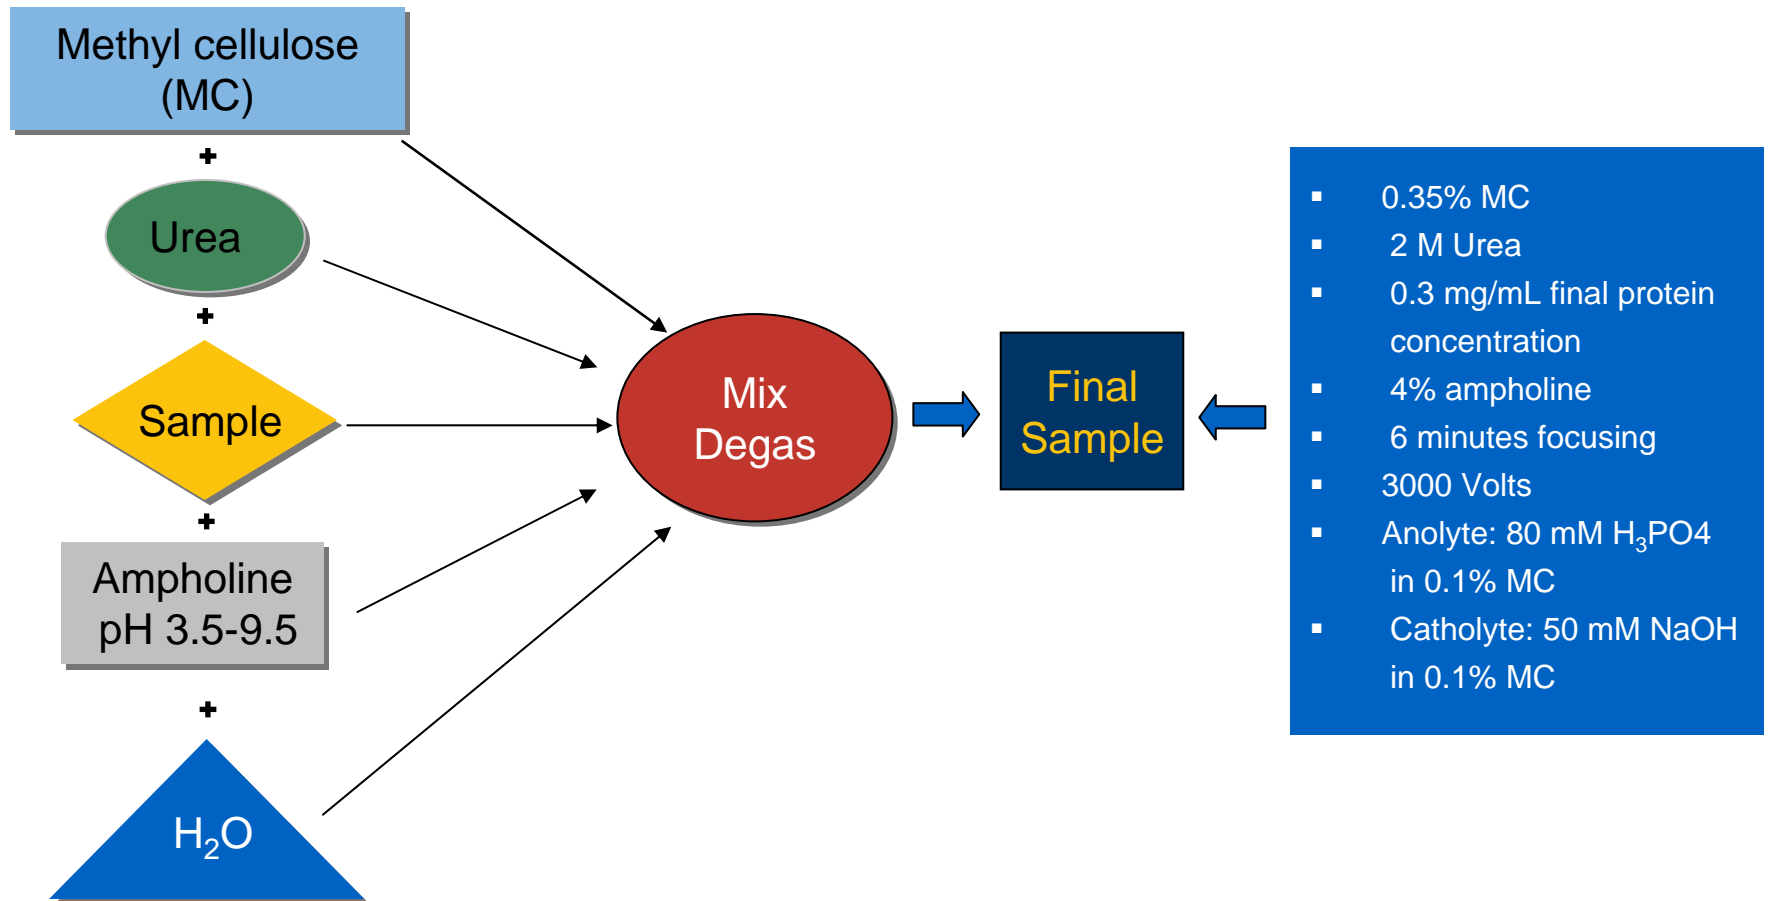 Methyl cellulose
(MC)
+
Urea
+
Sample
+
Ampholine
pH 3.5-9.5
+
H₂O
Mix
Degas
Final
Sample
▪ 0.35% MC
▪ 2 M Urea
▪ 0.3 mg/mL final protein
concentration
▪ 4% ampholine
▪ 6 minutes focusing
▪ 3000 Volts
▪ Anolyte: 80 mM H₃PO4
in 0.1% MC
▪ Catholyte: 50 mM NaOH
in 0.1% MC